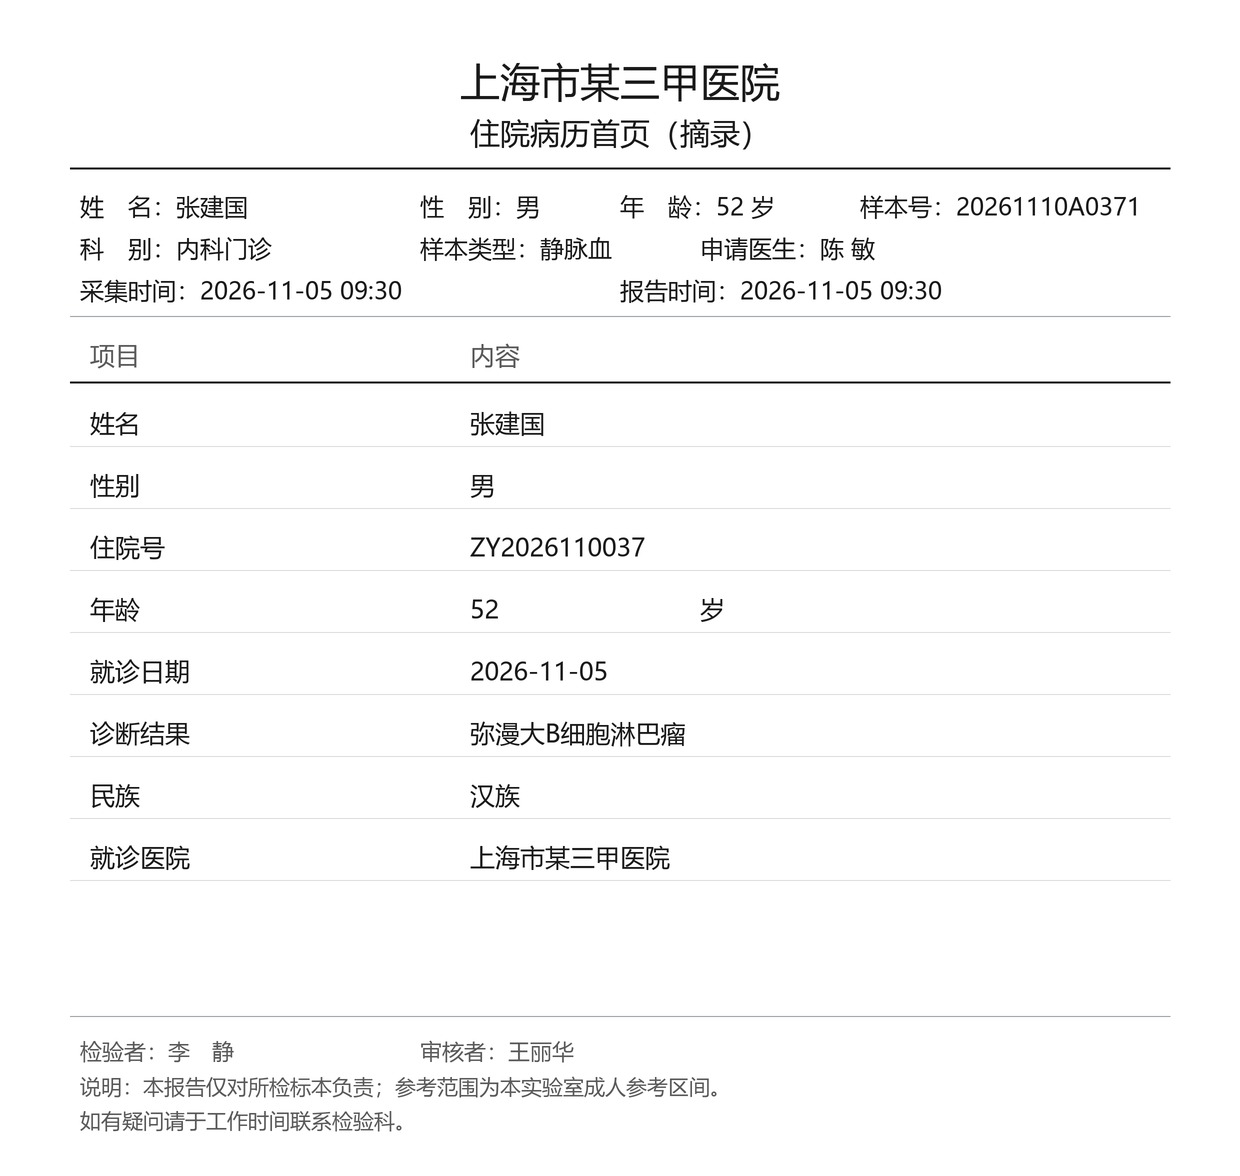 上海市某三甲医院
住院病历首页（摘录）
姓 名：张建国 性 别：男 年 龄：52 岁 样本号：20261110A0371
科 别：内科门诊 样本类型：静脉血 申请医生：陈 敏
采集时间：2026-11-05 09:30 报告时间：2026-11-05 09:30
项目 内容
姓名 张建国
性别 男
住院号 ZY2026110037
年龄 52 岁
就诊日期 2026-11-05
诊断结果 弥漫大B细胞淋巴瘤
民族 汉族
就诊医院 上海市某三甲医院
检验者：李 静 审核者：王丽华
说明：本报告仅对所检标本负责；参考范围为本实验室成人参考区间。
如有疑问请于工作时间联系检验科。